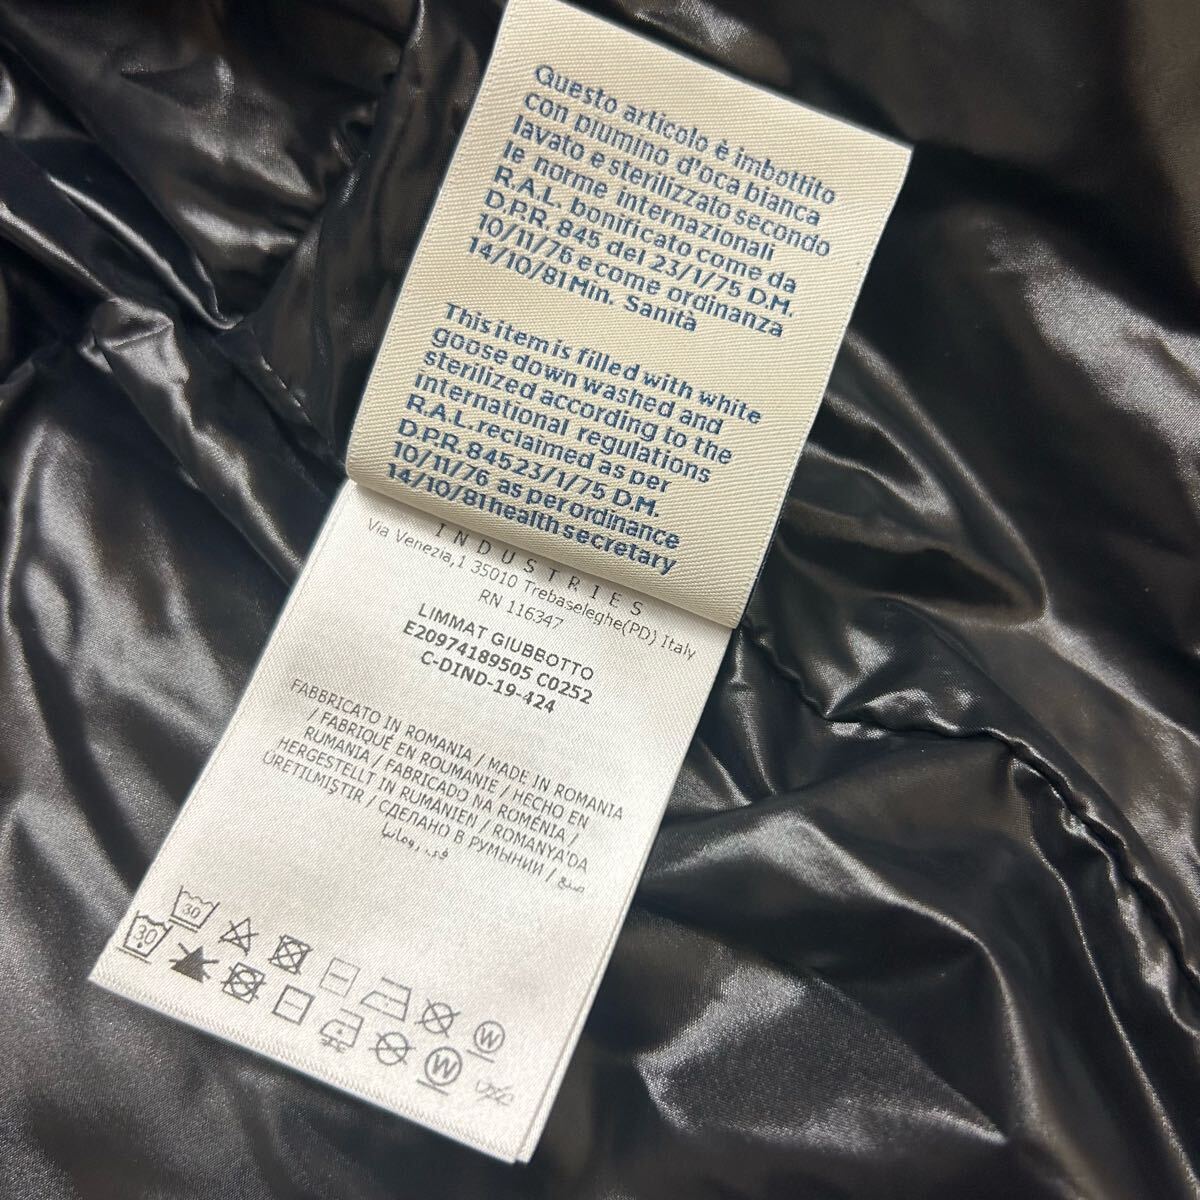 Questo articolo è imbottito
con piumino d'oca bianca
lavato e sterilizzato secondo
le norme internazionali
R.A.L. bonificato come da
D.P.R. 845 del 23/1/75 D.M.
10/11/76 e come ordinanza
14/10/81 Min. Sanità
This item is filled with white
goose down washed and
sterilized according to the
international regulations
R.A.L. reclaimed as per
D.P.R. 84523/1/75 D.M.
10/11/76 as per ordinance
14/10/81 health secretary
INDUSTRIES
Via Venezia,1 35010 Trebaseleghe(PD) Italy
RN 116347
LIMMAT GIUBBOTTO
E20974189505 C0252
C-DIND-19-424
FABBRICATO IN ROMANIA / MADE IN ROMANIA
/ FABRIQUÉ EN ROUMANIE / HECHO EN
RUMANIA / FABRICADO NA ROMÉNIA /
HERGESTELLT IN RUMÄNIEN / ROMANYA'DA
ÜRETILMIŞTIR / СДЕЛАНО В РУМЫНИИ / صنع
في رومانيا
30
30
W
W